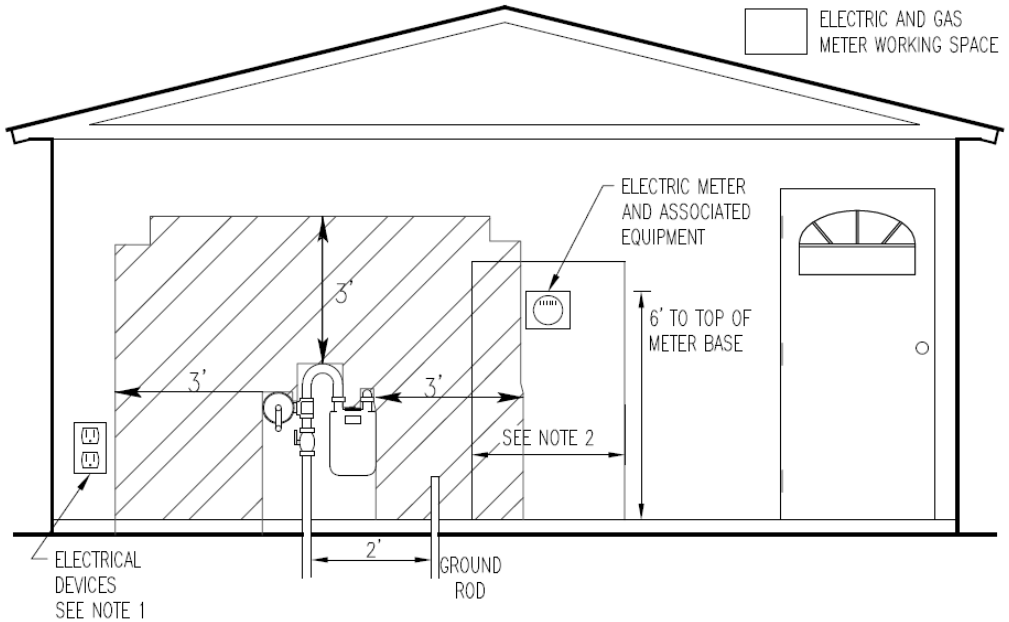 ELECTRIC AND GAS
METER WORKING SPACE
ELECTRIC METER
AND ASSOCIATED
EQUIPMENT
3'
6' TO TOP OF
METER BASE
3'
3'
SEE NOTE 2
2'
GROUND
ROD
ELECTRICAL
DEVICES
SEE NOTE 1